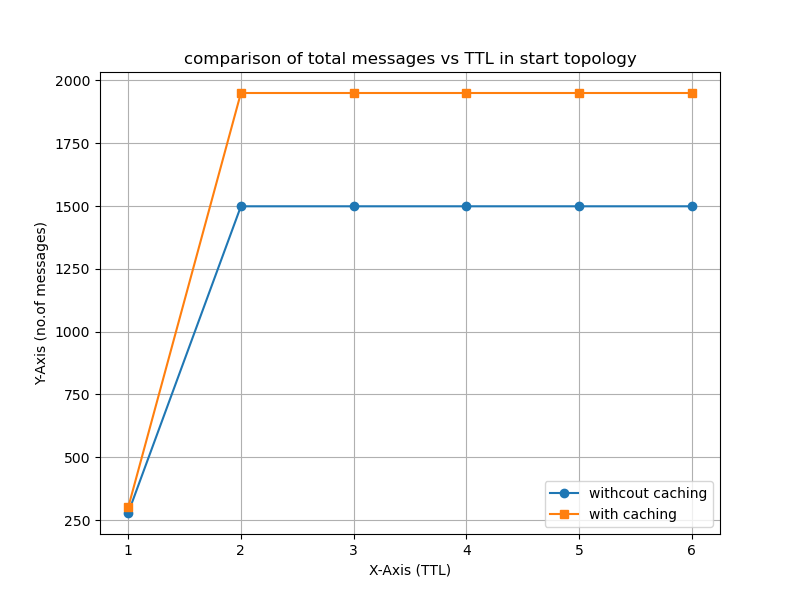 comparison of total messages vs TTL in start topology
2000
1750
1500
1250
1000
750
500
250
Y-Axis (no.of messages)
1 2 3 4 5 6
X-Axis (TTL)
withcout caching
with caching